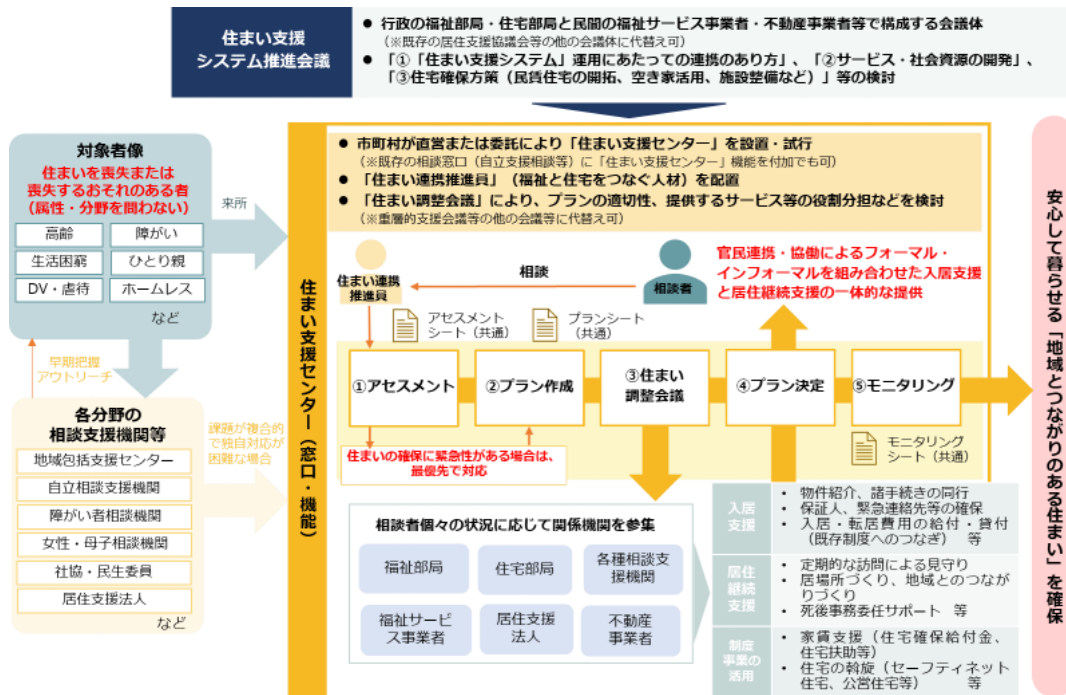 住まい支援
システム推進会議
● 行政の福祉部局・住宅部局と民間の福祉サービス事業者・不動産事業者等で構成する会議体
（※既存の居住支援協議会等の他の会議体に代替え可）
● 「①「住まい支援システム」運用にあたっての連携のあり方」、「②サービス・社会資源の開発」、
「③住宅確保方策（民賃住宅の開拓、空き家活用、施設整備など）」等の検討
対象者像
住まいを喪失または
喪失するおそれのある者
（属性・分野を問わない）
高齢
障がい
生活困窮
ひとり親
DV・虐待
ホームレス
など
来所
早期把握
アウトリーチ
各分野の
相談支援機関等
地域包括支援センター
自立相談支援機関
障がい者相談機関
女性・母子相談機関
社協・民生委員
居住支援法人
など
課題が複合的
で独自対応が
困難な場合
住まい支援センター（窓口・機能）
● 市町村が直営または委託により「住まい支援センター」を設置・試行
（※既存の相談窓口（自立支援相談等）に「住まい支援センター」機能を付加でも可）
● 「住まい連携推進員」（福祉と住宅をつなぐ人材）を配置
● 「住まい調整会議」により、プランの適切性、提供するサービス等の役割分担などを検討
（※重層的支援会議等の他の会議等に代替え可）
住まい連携
推進員
相談
相談者
官民連携・協働によるフォーマル・
インフォーマルを組み合わせた入居支援
と居住継続支援の一体的な提供
アセスメント
シート（共通）
プランシート
（共通）
①アセスメント
②プラン作成
③住まい
調整会議
④プラン決定
⑤モニタリング
住まいの確保に緊急性がある場合は、
最優先で対応
モニタリング
シート（共通）
相談者個々の状況に応じて関係機関を参集
福祉部局
住宅部局
各種相談支
援機関
福祉サービ
ス事業者
居住支援
法人
不動産
事業者
入居
支援
• 物件紹介、諸手続きの同行
• 保証人、緊急連絡先等の確保
• 入居・転居費用の給付・貸付
（既存制度へのつなぎ） 等
居住
継続
支援
• 定期的な訪問による見守り
• 居場所づくり、地域とのつなが
りづくり
• 死後事務委任サポート 等
制度
事業の
活用
• 家賃支援（住宅確保給付金、
住宅扶助等）
• 住宅の斡旋（セーフティネット
住宅、公営住宅等） 等
安心して暮らせる「地域とつながりのある住まい」を確保